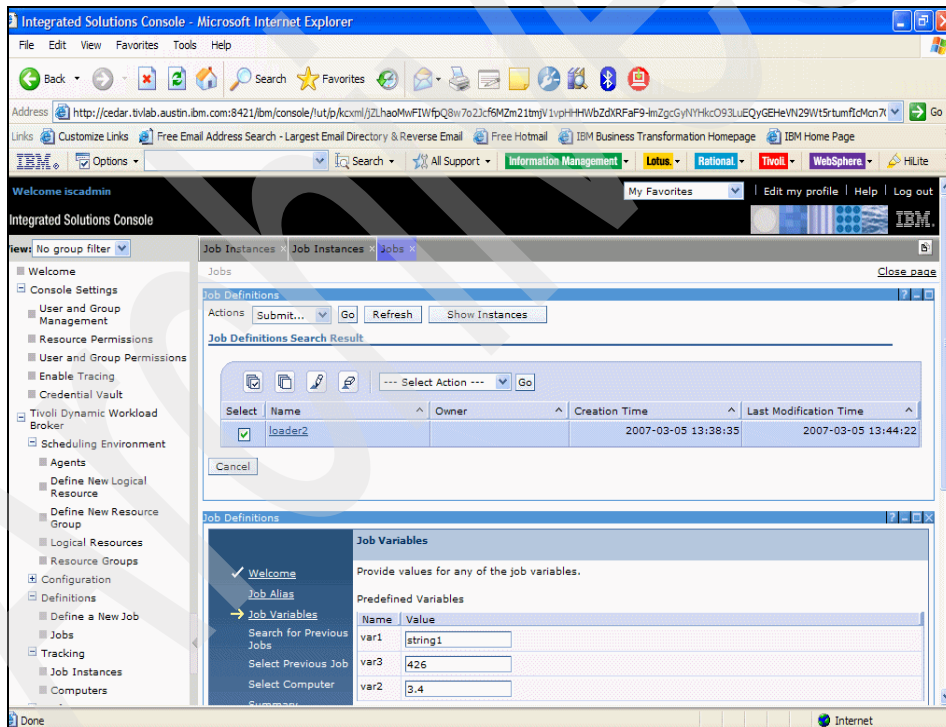 Integrated Solutions Console - Microsoft Internet Explorer
File Edit View Favorites Tools Help
Back Search Favorites
Address http://cedar.tivlab.austin.ibm.com:8421/ibm/console/!ut/p/kcxml/
Go
Links Customize Links Free Email Address Search - Largest Email Directory & Reverse Email Free Hotmail IBM Business Transformation Homepage IBM Home Page
IBM Options Search All Support Information Management Lotus. Rational. Tivoli. WebSphere. HiLite
Welcome iscadmin My Favorites Edit my profile Help Log out
Integrated Solutions Console IBM.
View: No group filter Job Instances × Job Instances × Jobs ×
Welcome
Console Settings
User and Group
Management
Resource Permissions
User and Group Permissions
Enable Tracing
Credential Vault
Tivoli Dynamic Workload
Broker
Scheduling Environment
Agents
Define New Logical
Resource
Define New Resource
Group
Logical Resources
Resource Groups
Configuration
Definitions
Define a New Job
Jobs
Tracking
Job Instances
Computers
Jobs Close page
Job Definitions
Actions Submit... Go Refresh Show Instances
Job Definitions Search Result
--- Select Action --- Go
Select Name Owner Creation Time Last Modification Time
loader2 2007-03-05 13:38:35 2007-03-05 13:44:22
Cancel
Job Definitions
Welcome
Job Alias
Job Variables
Search for Previous
Jobs
Select Previous Job
Select Computer
Summary
Job Variables
Provide values for any of the job variables.
Predefined Variables
Name Value
var1 string1
var3 426
var2 3.4
Done Internet